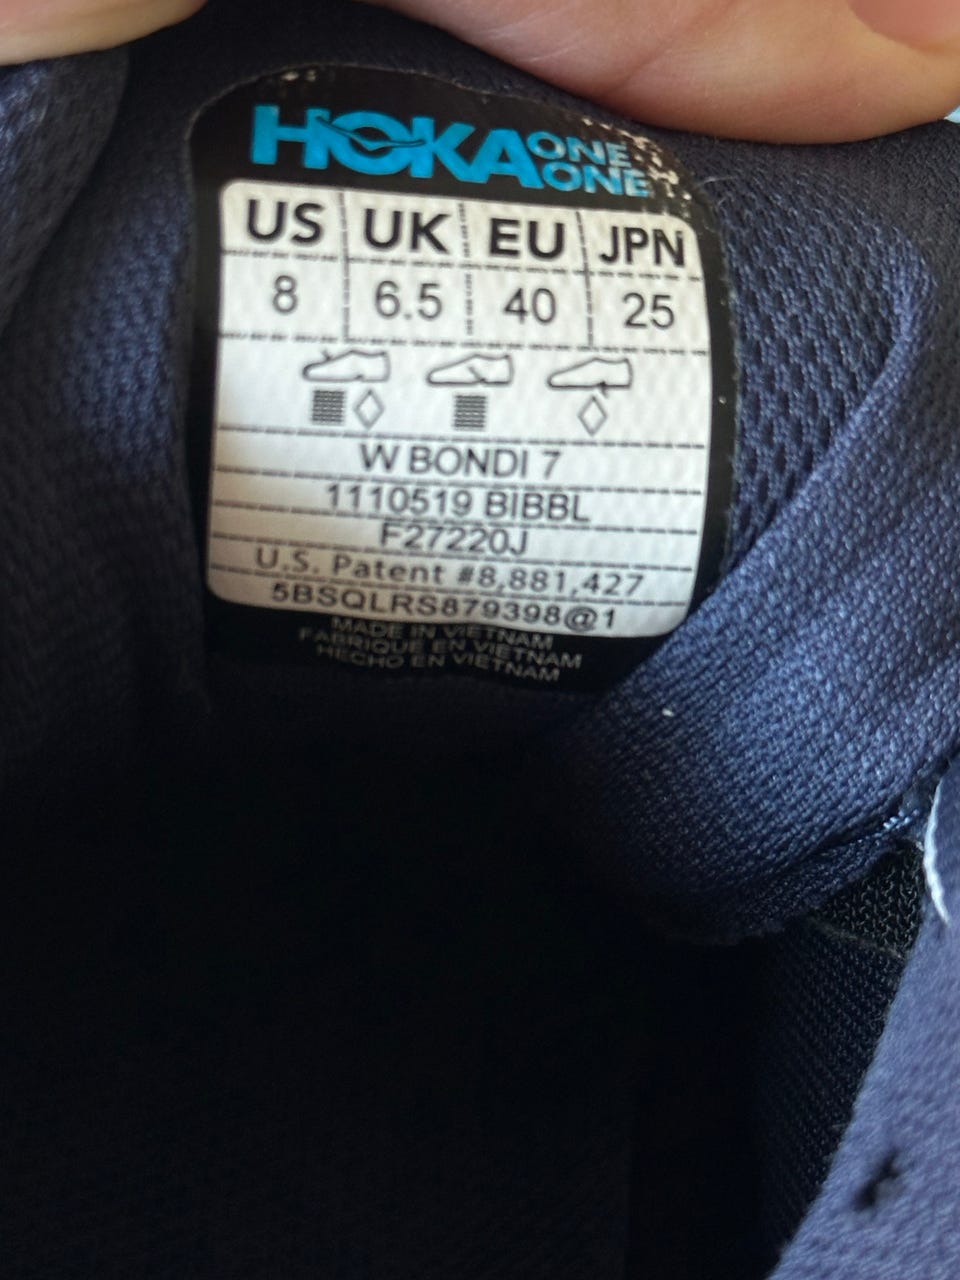 HOKA ONE ONE
US UK EU JPN
8 6.5 40 25
W BONDI 7
1110519 BIBBL
F27220J
U.S. Patent #8,881,427
5BSQLRS879398@1
MADE IN VIETNAM
FABRIQUE EN VIETNAM
HECHO EN VIETNAM